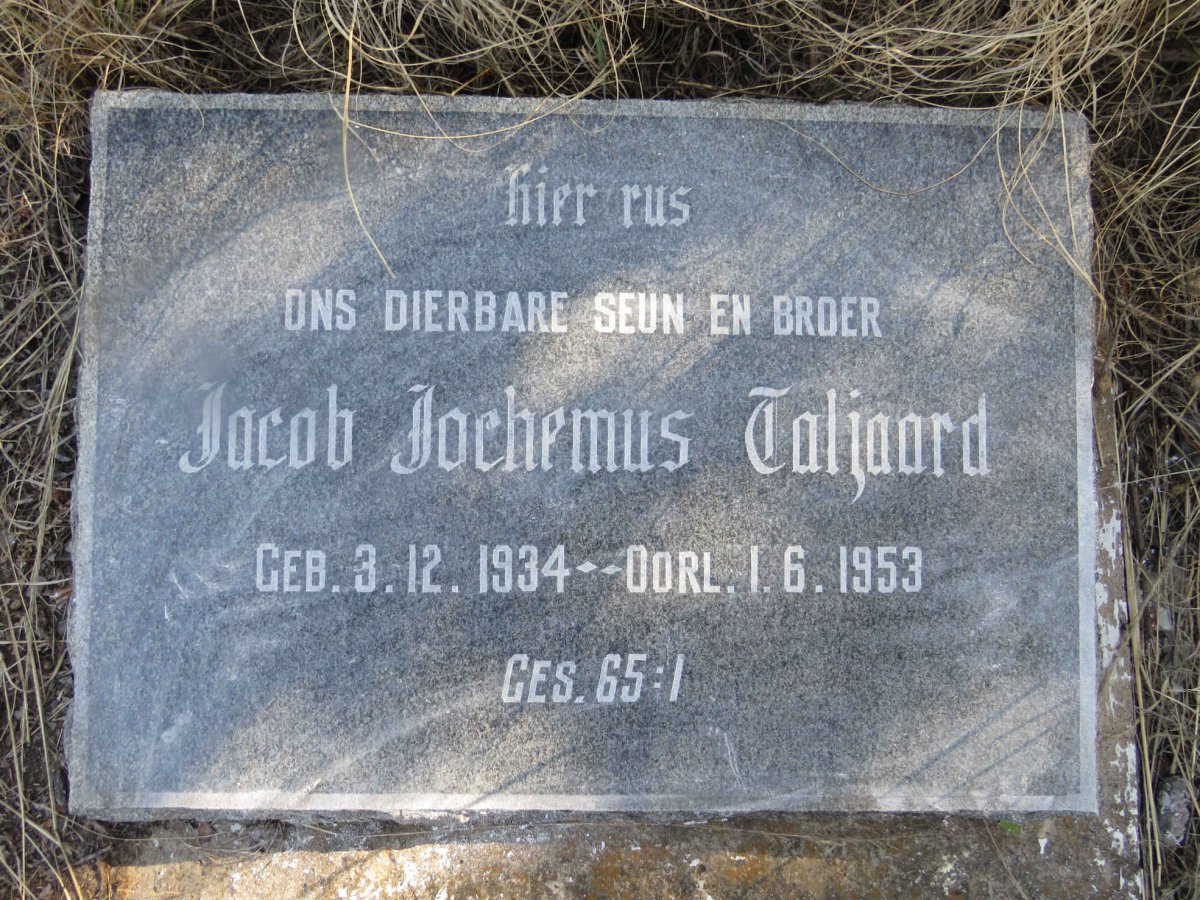 hier rus
ONS DIERBARE SEUN EN BROER
Jacob Jochemus Taljaard
GEB. 3. 12. 1934 -- OORL. 1. 6. 1953
GES. 65:1